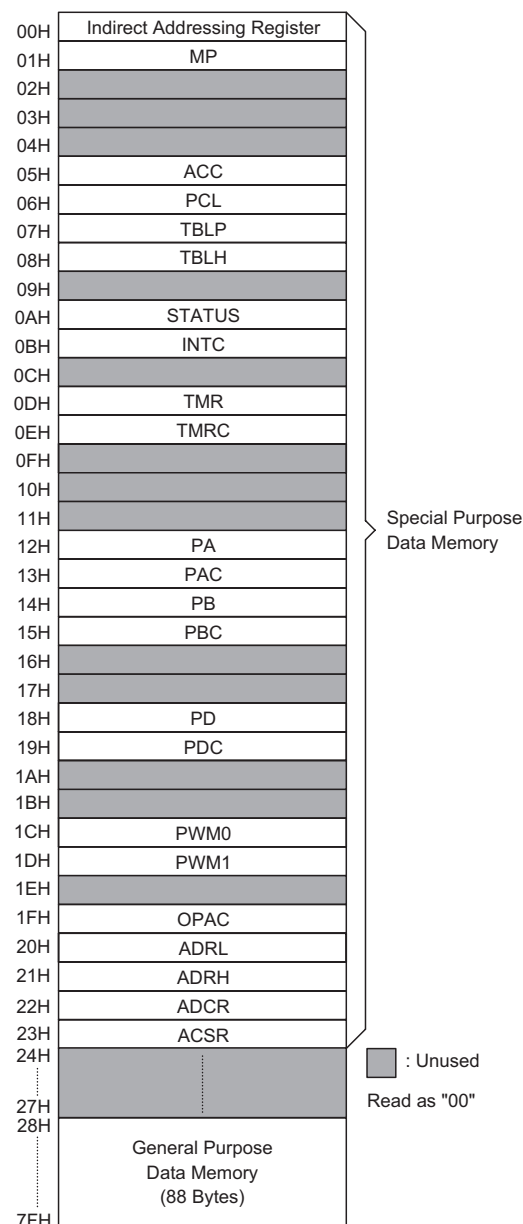 00H Indirect Addressing Register
01H MP
02H
03H
04H
05H ACC
06H PCL
07H TBLP
08H TBLH
09H
0AH STATUS
0BH INTC
0CH
0DH TMR
0EH TMRC
0FH
10H
11H
Special Purpose
Data Memory
12H PA
13H PAC
14H PB
15H PBC
16H
17H
18H PD
19H PDC
1AH
1BH
1CH PWM0
1DH PWM1
1EH
1FH OPAC
20H ADRL
21H ADRH
22H ADCR
23H ACSR
24H
: Unused
Read as "00"
27H
28H
General Purpose
Data Memory
(88 Bytes)
7FH